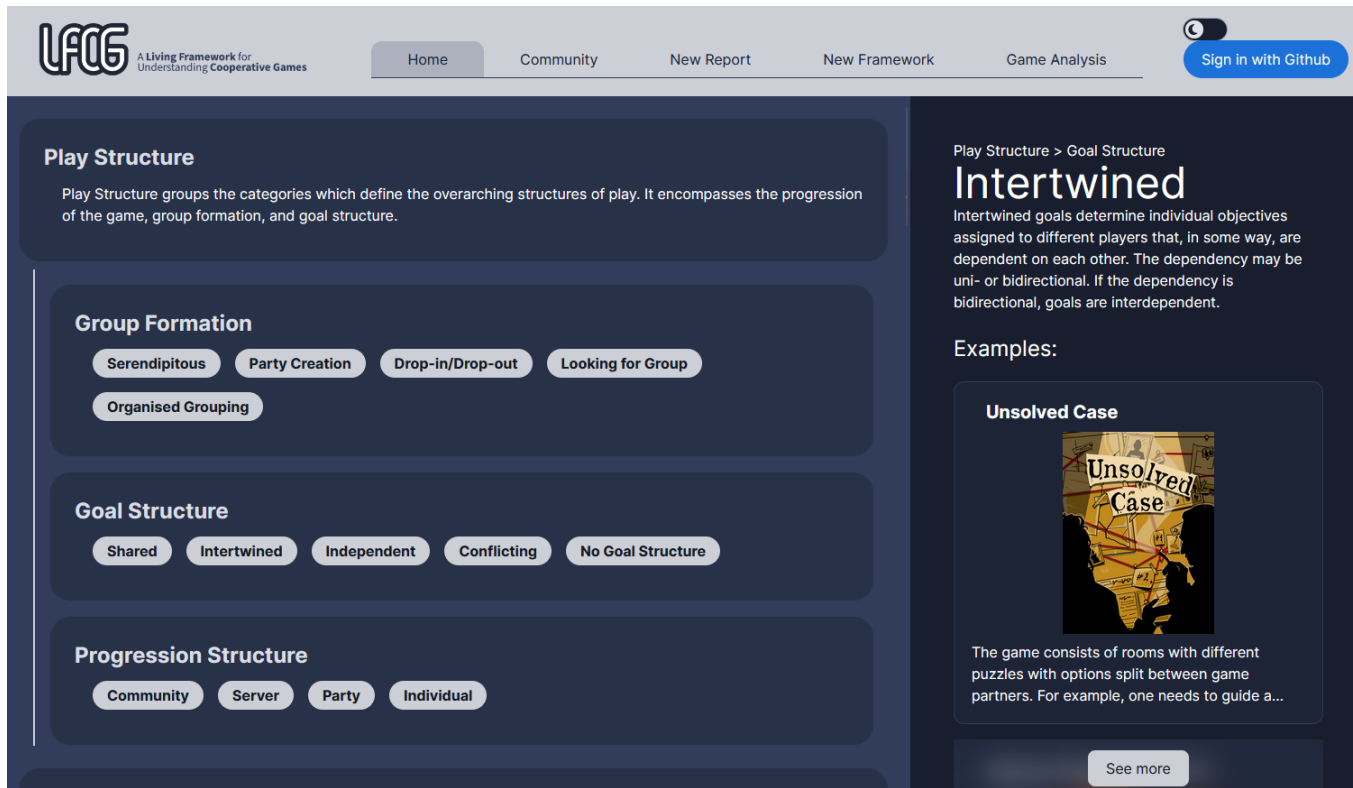 LFCG
A Living Framework for
Understanding Cooperative Games
Home
Community
New Report
New Framework
Game Analysis
Sign in with Github
Play Structure
Play Structure groups the categories which define the overarching structures of play. It encompasses the progression
of the game, group formation, and goal structure.
Group Formation
Serendipitous
Party Creation
Drop-in/Drop-out
Looking for Group
Organised Grouping
Goal Structure
Shared
Intertwined
Independent
Conflicting
No Goal Structure
Progression Structure
Community
Server
Party
Individual
Play Structure > Goal Structure
Intertwined
Intertwined goals determine individual objectives
assigned to different players that, in some way, are
dependent on each other. The dependency may be
uni- or bidirectional. If the dependency is
bidirectional, goals are interdependent.
Examples:
Unsolved Case
Unsolved
Case
The game consists of rooms with different
puzzles with options split between game
partners. For example, one needs to guide a...
See more